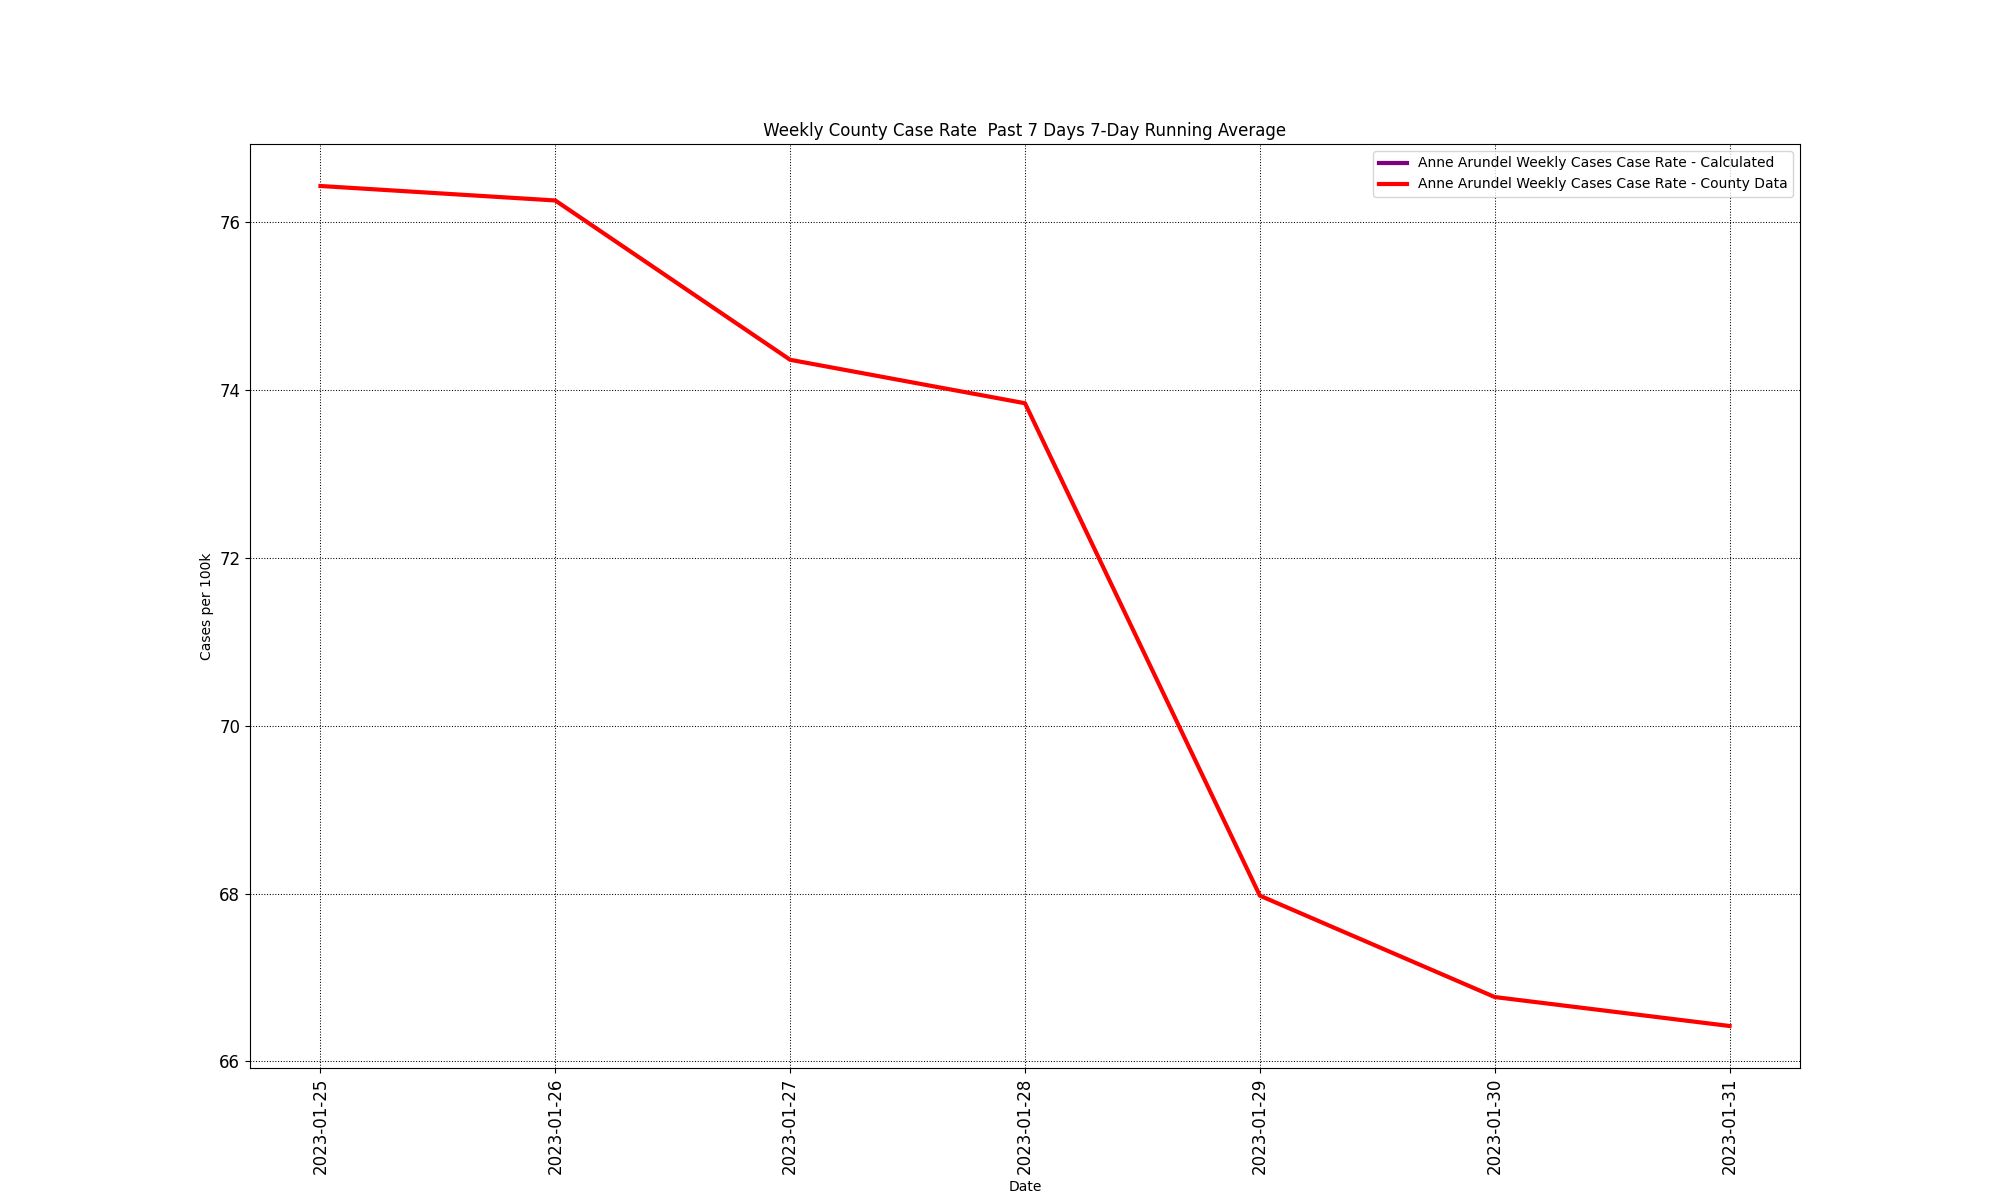 Weekly County Case Rate  Past 7 Days 7-Day Running Average
Anne Arundel Weekly Cases Case Rate - Calculated
Anne Arundel Weekly Cases Case Rate - County Data
76
74
72
70
68
66
Cases per 100k
2023-01-25
2023-01-26
2023-01-27
2023-01-28
2023-01-29
2023-01-30
2023-01-31
Date